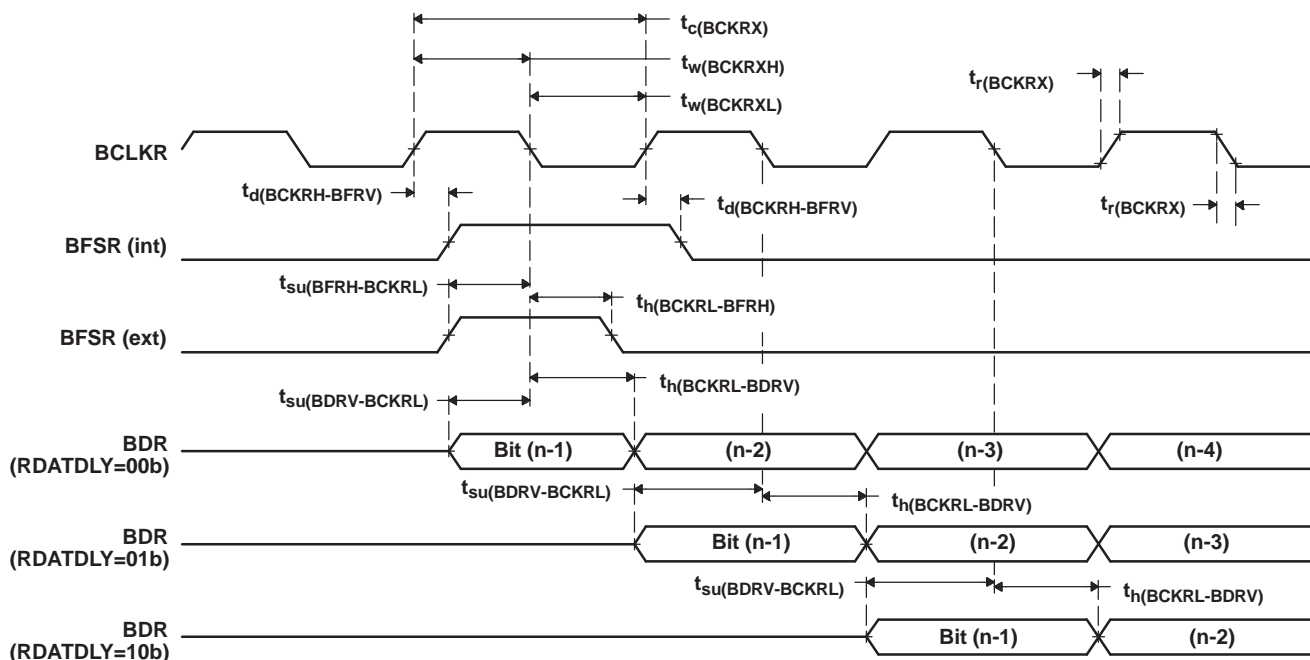 tc(BCKRX)
tw(BCKRXH)
tr(BCKRX)
tw(BCKRXL)
BCLKR
td(BCKRH-BFRV)
td(BCKRH-BFRV)
tr(BCKRX)
BFSR (int)
tsu(BFRH-BCKRL)
th(BCKRL-BFRH)
BFSR (ext)
th(BCKRL-BDRV)
tsu(BDRV-BCKRL)
BDR
(RDATDLY=00b)
Bit (n-1)
(n-2)
(n-3)
(n-4)
tsu(BDRV-BCKRL)
th(BCKRL-BDRV)
BDR
(RDATDLY=01b)
Bit (n-1)
(n-2)
(n-3)
tsu(BDRV-BCKRL)
th(BCKRL-BDRV)
BDR
(RDATDLY=10b)
Bit (n-1)
(n-2)